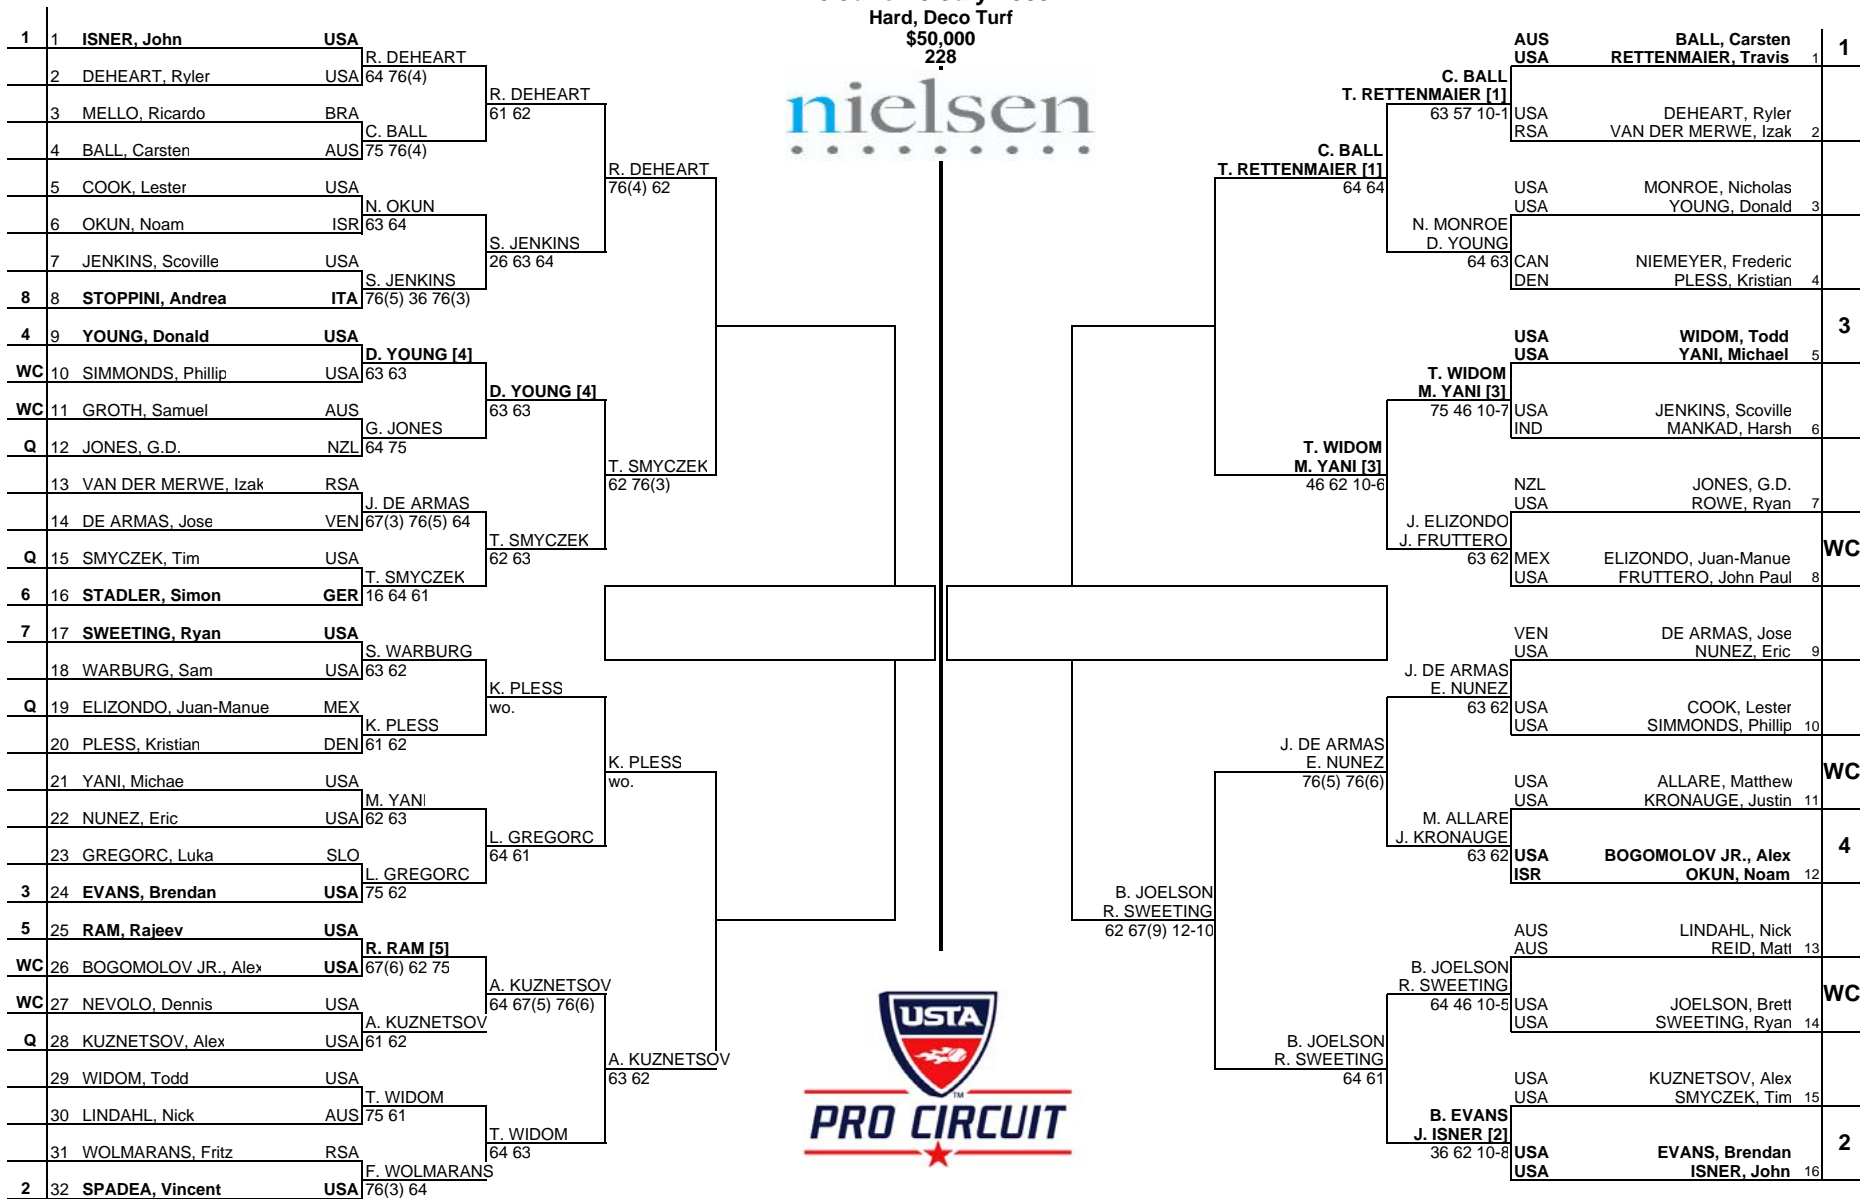 Hard, Deco Turf
$50,000
228
nielsen
1 1 ISNER, John USA
R. DEHEART
2 DEHEART, Ryler USA 64 76(4)
R. DEHEART
3 MELLO, Ricardo BRA 61 62
C. BALL
4 BALL, Carsten AUS 75 76(4)
R. DEHEART
5 COOK, Lester USA 76(4) 62
N. OKUN
6 OKUN, Noam ISR 63 64
S. JENKINS
7 JENKINS, Scoville USA 26 63 64
S. JENKINS
8 8 STOPPINI, Andrea ITA 76(5) 36 76(3)
4 9 YOUNG, Donald USA
D. YOUNG [4]
WC 10 SIMMONDS, Phillip USA 63 63
D. YOUNG [4]
WC 11 GROTH, Samuel AUS 63 63
G. JONES
Q 12 JONES, G.D. NZL 64 75
T. SMYCZEK
13 VAN DER MERWE, Izak RSA 62 76(3)
J. DE ARMAS
14 DE ARMAS, Jose VEN 67(3) 76(5) 64
T. SMYCZEK
Q 15 SMYCZEK, Tim USA 62 63
T. SMYCZEK
6 16 STADLER, Simon GER 16 64 61
7 17 SWEETING, Ryan USA
S. WARBURG
18 WARBURG, Sam USA 63 62
K. PLESS
Q 19 ELIZONDO, Juan-Manue MEX wo.
K. PLESS
20 PLESS, Kristian DEN 61 62
K. PLESS
21 YANI, Michae USA wo.
M. YANI
22 NUNEZ, Eric USA 62 63
L. GREGORC
23 GREGORC, Luka SLO 64 61
L. GREGORC
3 24 EVANS, Brendan USA 75 62
5 25 RAM, Rajeev USA
R. RAM [5]
WC 26 BOGOMOLOV JR., Alex USA 67(6) 62 75
A. KUZNETSOV
WC 27 NEVOLO, Dennis USA 64 67(5) 76(6)
A. KUZNETSOV
Q 28 KUZNETSOV, Alex USA 61 62
A. KUZNETSOV
29 WIDOM, Todd USA 63 62
T. WIDOM
30 LINDAHL, Nick AUS 75 61
T. WIDOM
31 WOLMARANS, Fritz RSA 64 63
F. WOLMARANS
2 32 SPADEA, Vincent USA 76(3) 64
AUS BALL, Carsten
USA RETTENMAIER, Travis 1 1
C. BALL
T. RETTENMAIER [1]
63 57 10-1 USA DEHEART, Ryler
RSA VAN DER MERWE, Izak 2
C. BALL
T. RETTENMAIER [1]
64 64 USA MONROE, Nicholas
USA YOUNG, Donald 3
N. MONROE
D. YOUNG
64 63 CAN NIEMEYER, Frederic
DEN PLESS, Kristian 4
3
USA WIDOM, Todd
USA YANI, Michael 5
T. WIDOM
M. YANI [3]
75 46 10-7 USA JENKINS, Scoville
IND MANKAD, Harsh 6
T. WIDOM
M. YANI [3]
46 62 10-6 NZL JONES, G.D.
USA ROWE, Ryan 7
J. ELIZONDO
J. FRUTTERO WC
63 62 MEX ELIZONDO, Juan-Manue
USA FRUTTERO, John Paul 8
VEN DE ARMAS, Jose
USA NUNEZ, Eric 9
J. DE ARMAS
E. NUNEZ
63 62 USA COOK, Lester
USA SIMMONDS, Phillip 10
J. DE ARMAS
E. NUNEZ WC
76(5) 76(6) USA ALLARE, Matthew
USA KRONAUGE, Justin 11
M. ALLARE
J. KRONAUGE 4
63 62 USA BOGOMOLOV JR., Alex
ISR OKUN, Noam 12
B. JOELSON
R. SWEETING
62 67(9) 12-10 AUS LINDAHL, Nick
AUS REID, Matt 13
B. JOELSON
R. SWEETING WC
64 46 10-5 USA JOELSON, Brett
USA SWEETING, Ryan 14
B. JOELSON
R. SWEETING
64 61 USA KUZNETSOV, Alex
USA SMYCZEK, Tim 15
B. EVANS
J. ISNER [2] 2
36 62 10-8 USA EVANS, Brendan
USA ISNER, John 16
USTA
TM
PRO CIRCUIT